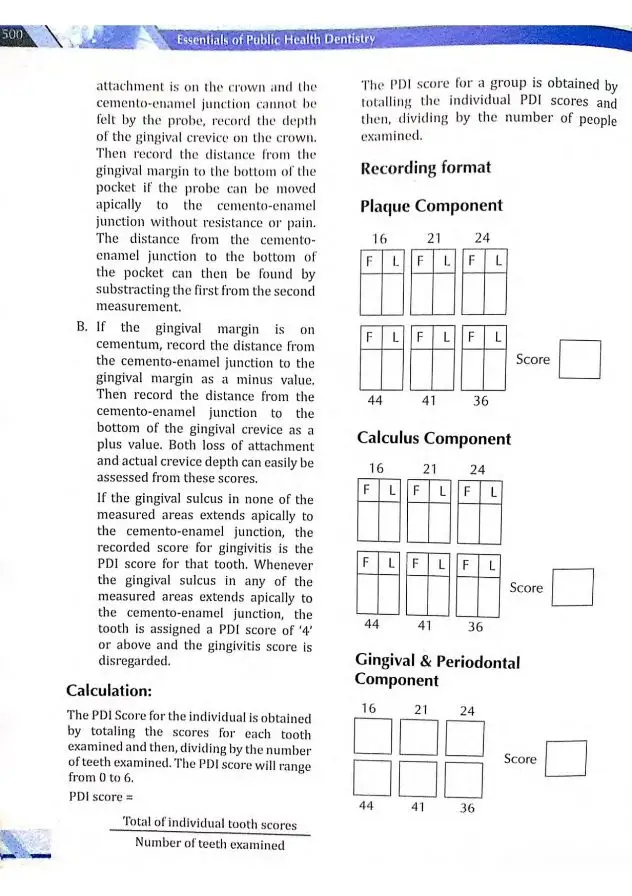 500
Essentials of Public Health Dentistry
attachment is on the crown and the
cemento-enamel junction cannot be
felt by the probe, record the depth
of the gingival crevice on the crown.
Then record the distance from the
gingival margin to the bottom of the
pocket if the probe can be moved
apically to the cemento-enamel
junction without resistance or pain.
The distance from the cemento-
enamel junction to the bottom of
the pocket can then be found by
substracting the first from the second
measurement.
B. If the gingival margin is on
cementum, record the distance from
the cemento-enamel junction to the
gingival margin as a minus value.
Then record the distance from the
cemento-enamel junction to the
bottom of the gingival crevice as a
plus value. Both loss of attachment
and actual crevice depth can easily be
assessed from these scores.
If the gingival sulcus in none of the
measured areas extends apically to
the cemento-enamel junction, the
recorded score for gingivitis is the
PDI score for that tooth. Whenever
the gingival sulcus in any of the
measured areas extends apically to
the cemento-enamel junction, the
tooth is assigned a PDI score of '4'
or above and the gingivitis score is
disregarded.
Calculation:
The PDI Score for the individual is obtained
by totaling the scores for each tooth
examined and then, dividing by the number
of teeth examined. The PDI score will range
from 0 to 6.
PDI score =
Total of individual tooth scores
Number of teeth examined
The PDI score for a group is obtained by
totalling the individual PDI scores and
then, dividing by the number of people
examined.
Recording format
Plaque Component
16 21 24
F L F L F L
F L F L F L
Score
44 41 36
Calculus Component
16 21 24
F L F L F L
F L F L F L
Score
44 41 36
Gingival & Periodontal
Component
16 21 24
Score
44 41 36